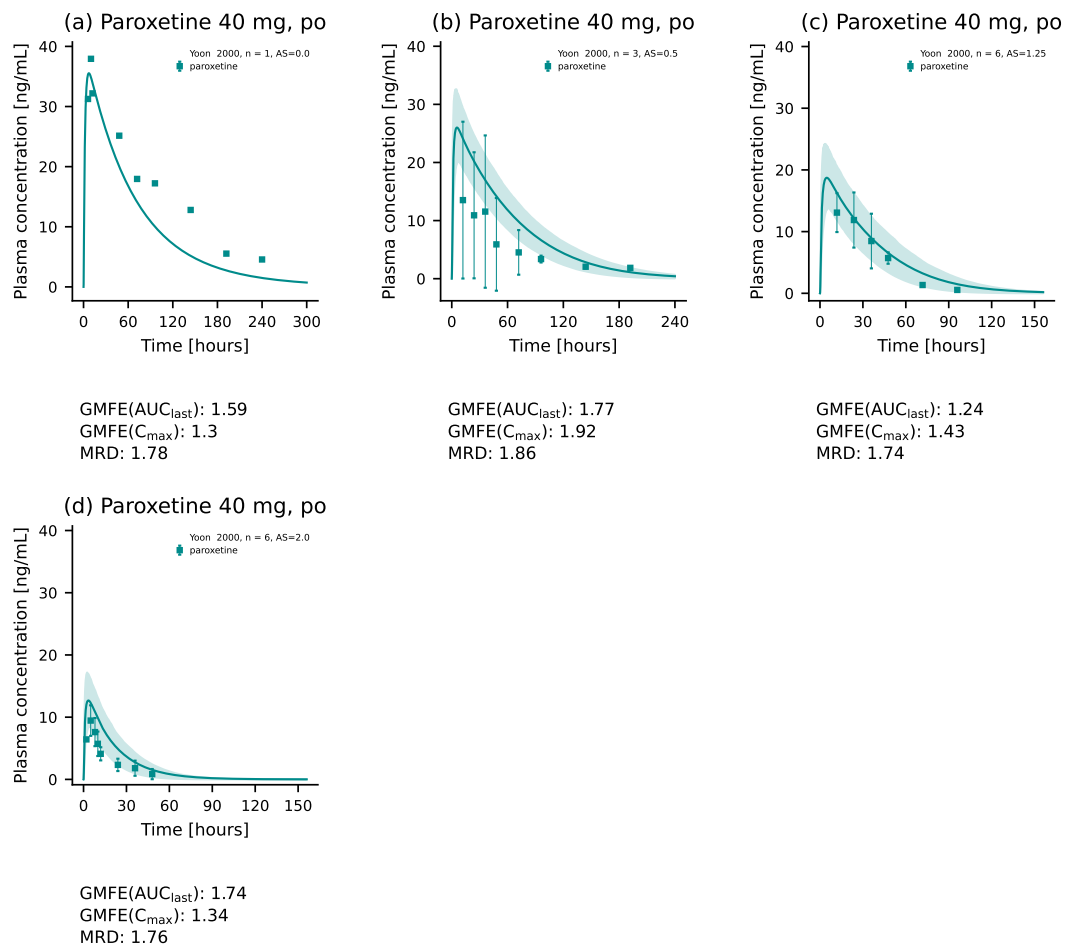 (a) Paroxetine 40 mg, po
Plasma concentration [ng/mL]
40
30
20
10
0
Yoon  2000, n = 1, AS=0.0
paroxetine
0 60 120 180 240 300
Time [hours]
GMFE(AUClast): 1.59
GMFE(Cmax): 1.3
MRD: 1.78
(b) Paroxetine 40 mg, po
Plasma concentration [ng/mL]
40
30
20
10
0
Yoon  2000, n = 3, AS=0.5
paroxetine
0 60 120 180 240
Time [hours]
GMFE(AUClast): 1.77
GMFE(Cmax): 1.92
MRD: 1.86
(c) Paroxetine 40 mg, po
Plasma concentration [ng/mL]
40
30
20
10
0
Yoon  2000, n = 6, AS=1.25
paroxetine
0 30 60 90 120 150
Time [hours]
GMFE(AUClast): 1.24
GMFE(Cmax): 1.43
MRD: 1.74
(d) Paroxetine 40 mg, po
Plasma concentration [ng/mL]
40
30
20
10
0
Yoon  2000, n = 6, AS=2.0
paroxetine
0 30 60 90 120 150
Time [hours]
GMFE(AUClast): 1.74
GMFE(Cmax): 1.34
MRD: 1.76